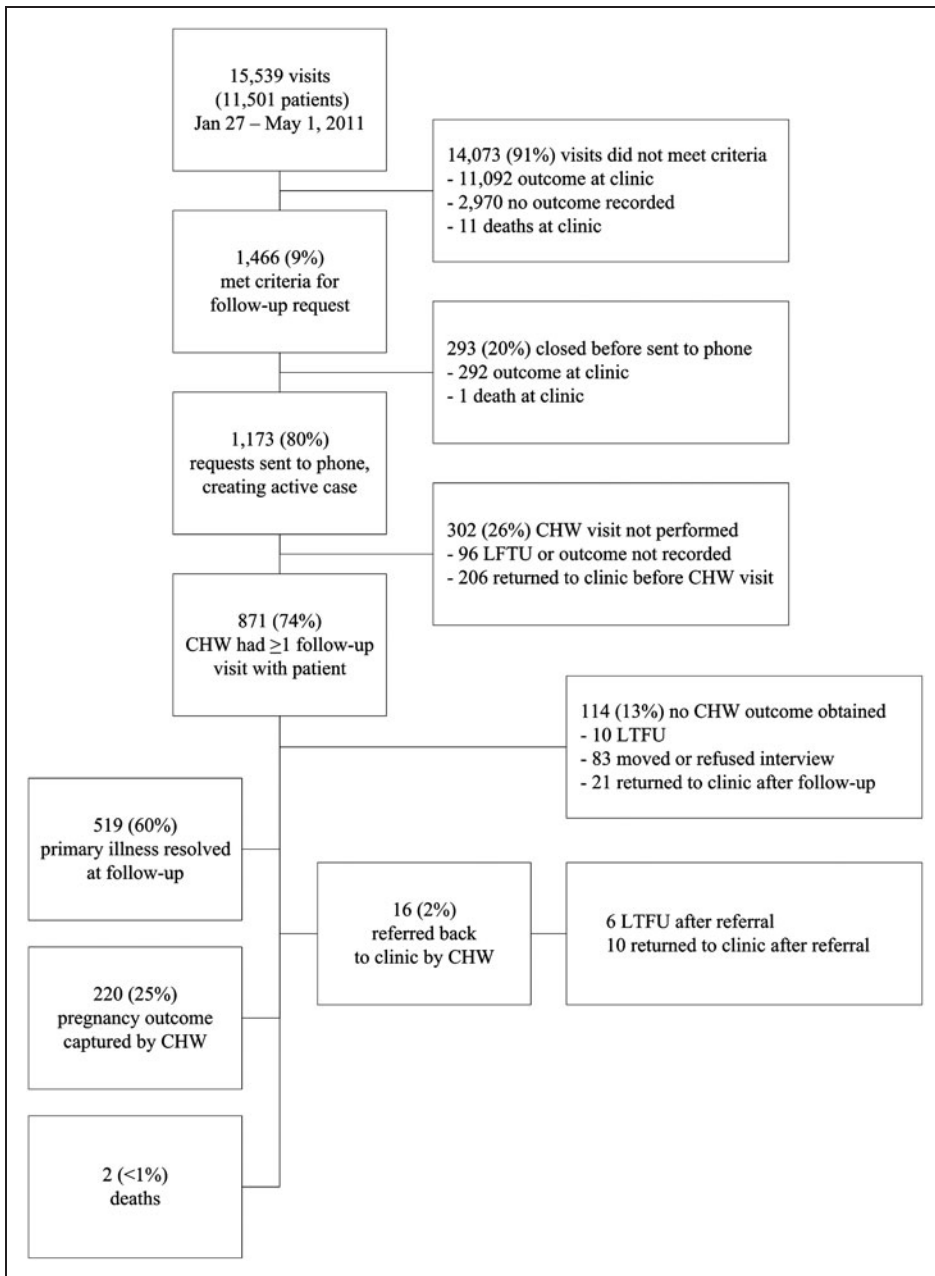 15,539 visits
(11,501 patients)
Jan 27 – May 1, 2011
14,073 (91%) visits did not meet criteria
- 11,092 outcome at clinic
- 2,970 no outcome recorded
- 11 deaths at clinic
1,466 (9%)
met criteria for
follow-up request
293 (20%) closed before sent to phone
- 292 outcome at clinic
- 1 death at clinic
1,173 (80%)
requests sent to phone,
creating active case
302 (26%) CHW visit not performed
- 96 LFTU or outcome not recorded
- 206 returned to clinic before CHW visit
871 (74%)
CHW had ≥1 follow-up
visit with patient
114 (13%) no CHW outcome obtained
- 10 LTFU
- 83 moved or refused interview
- 21 returned to clinic after follow-up
519 (60%)
primary illness resolved
at follow-up
16 (2%)
referred back
to clinic by CHW
6 LTFU after referral
10 returned to clinic after referral
220 (25%)
pregnancy outcome
captured by CHW
2 (<1%)
deaths